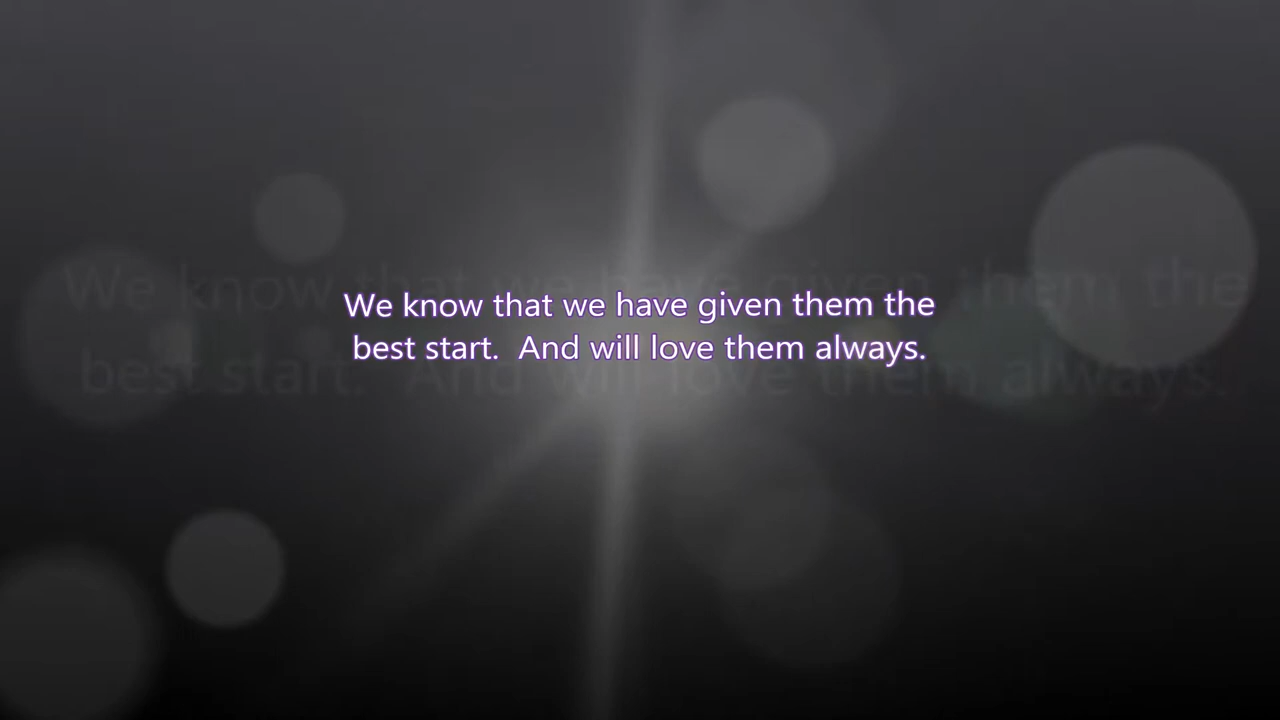 We know that we have given them the
best start.  And will love them always.